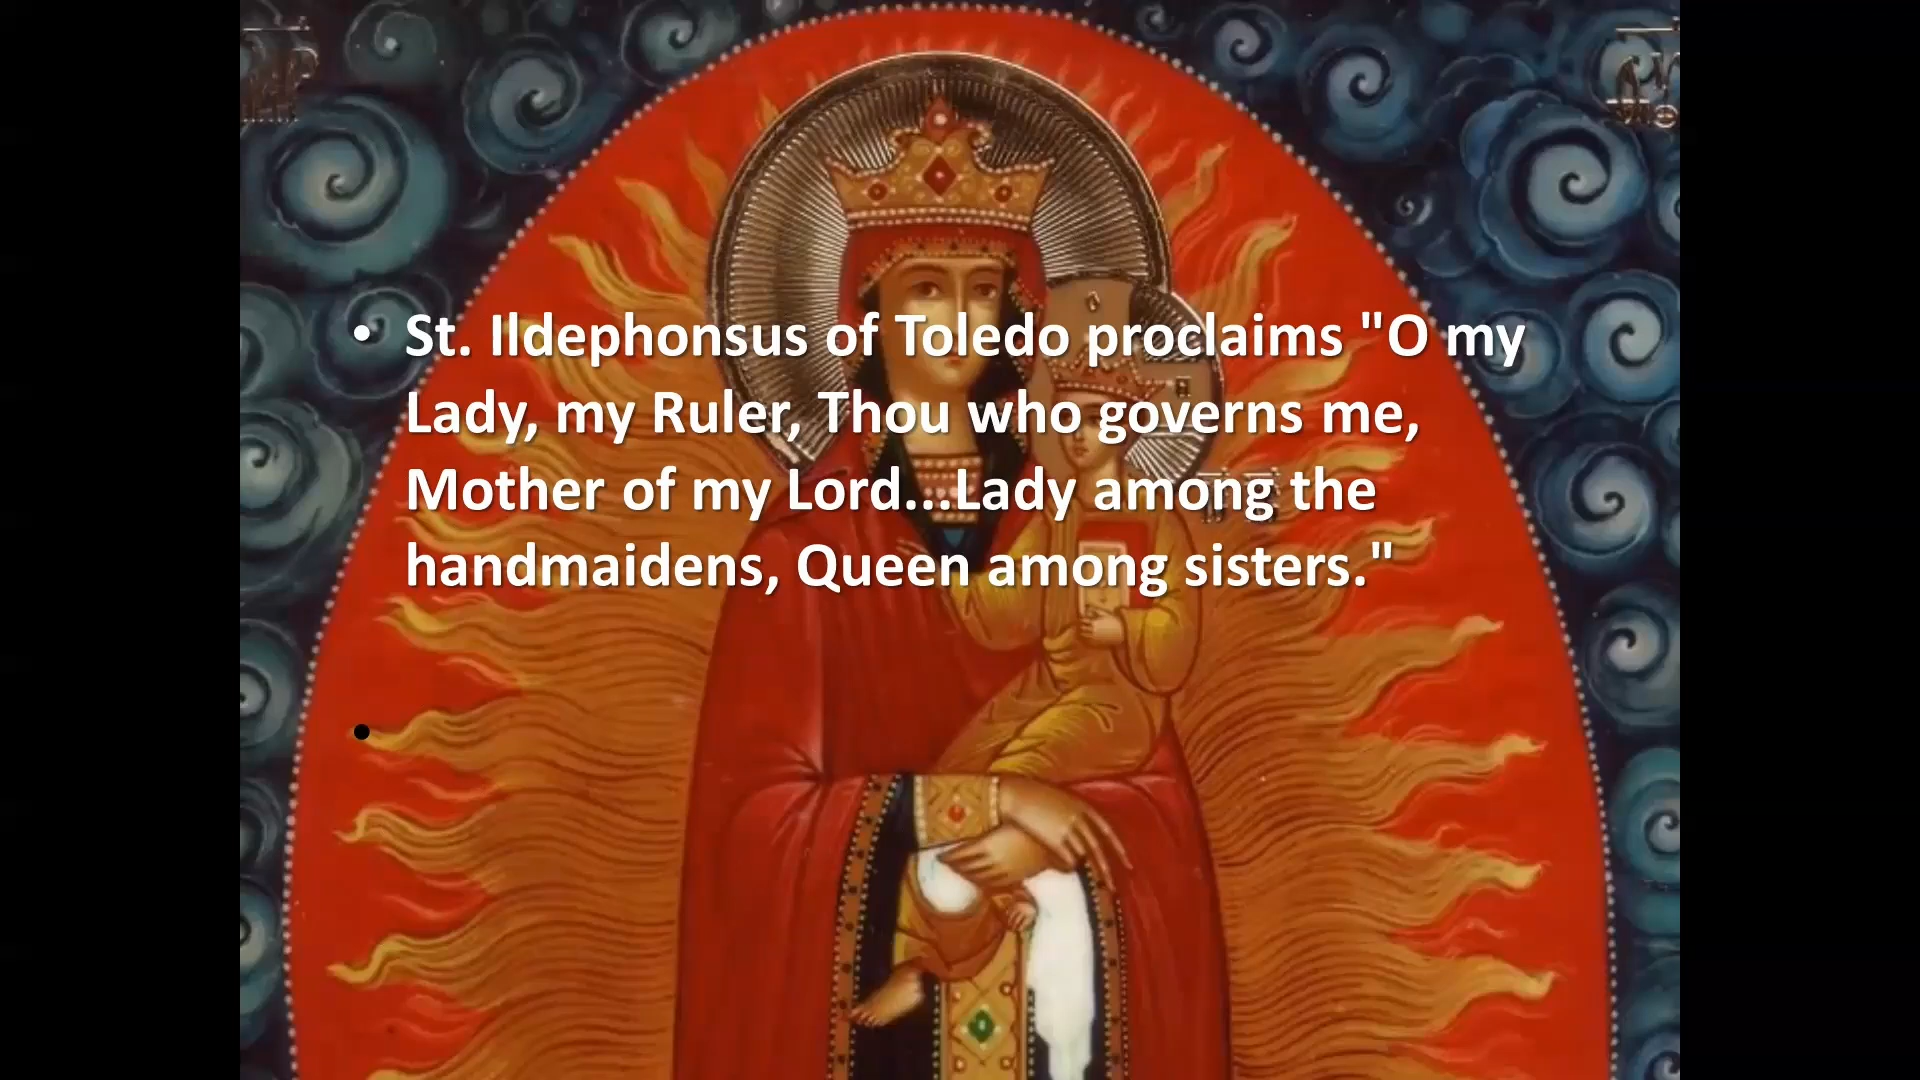 • St. Ildephonsus of Toledo proclaims "O my
Lady, my Ruler, Thou who governs me,
Mother of my Lord...Lady among the
handmaidens, Queen among sisters."
•